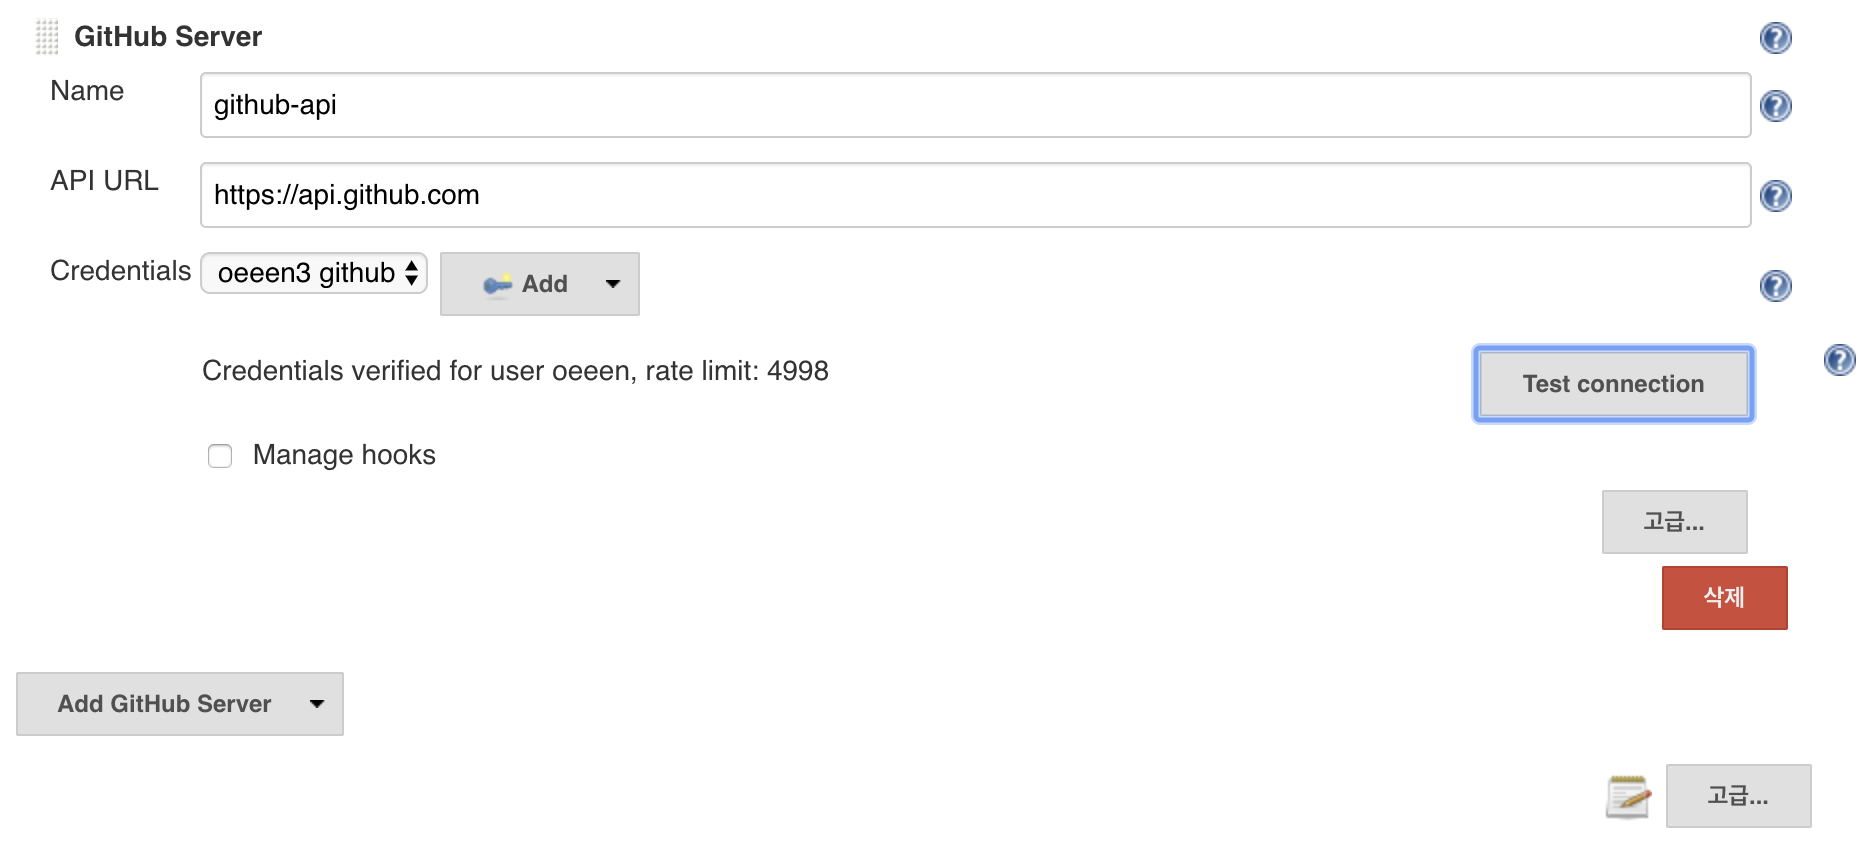 GitHub Server
Name
github-api
API URL
https://api.github.com
Credentials oeeen3 github Add
Credentials verified for user oeeen, rate limit: 4998
Test connection
Manage hooks
고급...
삭제
Add GitHub Server
고급...